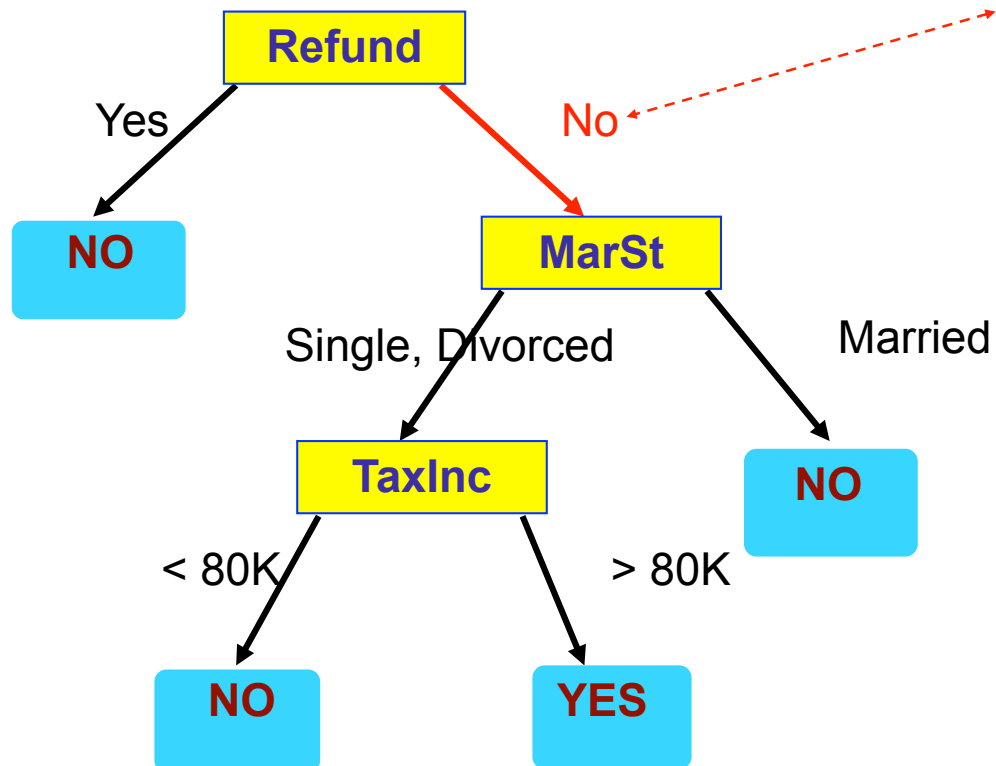 Refund
Yes
No
NO
MarSt
Single, Divorced
Married
TaxInc
NO
< 80K
> 80K
NO
YES